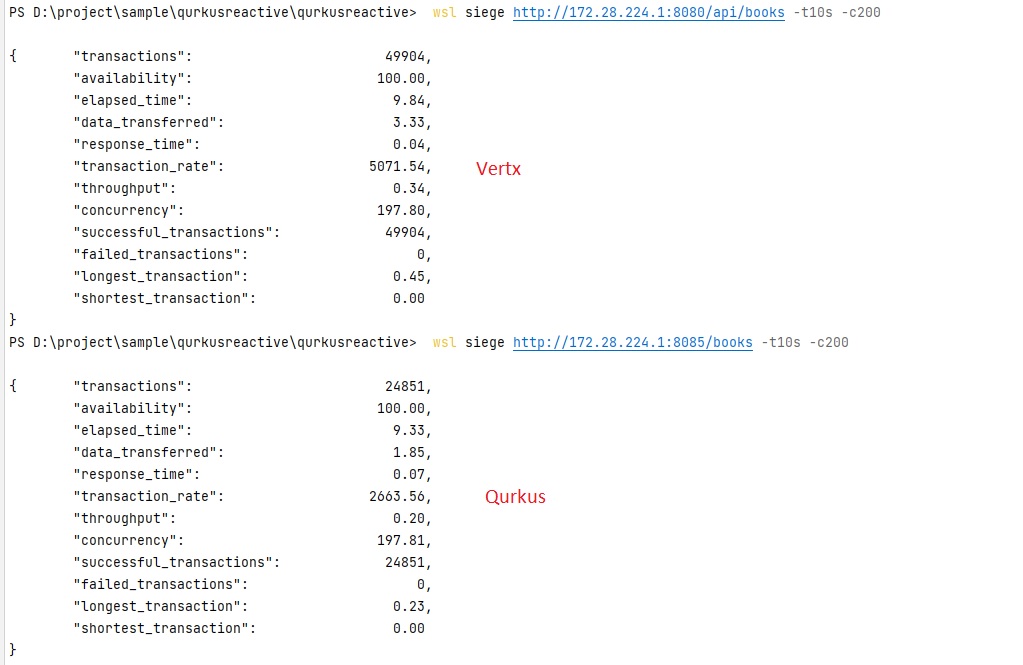 PS D:\project\sample\qurkusreactive\qurkusreactive> wsl siege http://172.28.224.1:8080/api/books -t10s -c200
{ "transactions": 49904,
"availability": 100.00,
"elapsed_time": 9.84,
"data_transferred": 3.33,
"response_time": 0.04,
"transaction_rate": 5071.54,
Vertx
"throughput": 0.34,
"concurrency": 197.80,
"successful_transactions": 49904,
"failed_transactions": 0,
"longest_transaction": 0.45,
"shortest_transaction": 0.00
}
PS D:\project\sample\qurkusreactive\qurkusreactive> wsl siege http://172.28.224.1:8085/books -t10s -c200
{ "transactions": 24851,
"availability": 100.00,
"elapsed_time": 9.33,
"data_transferred": 1.85,
"response_time": 0.07,
"transaction_rate": 2663.56,
Qurkus
"throughput": 0.20,
"concurrency": 197.81,
"successful_transactions": 24851,
"failed_transactions": 0,
"longest_transaction": 0.23,
"shortest_transaction": 0.00
}